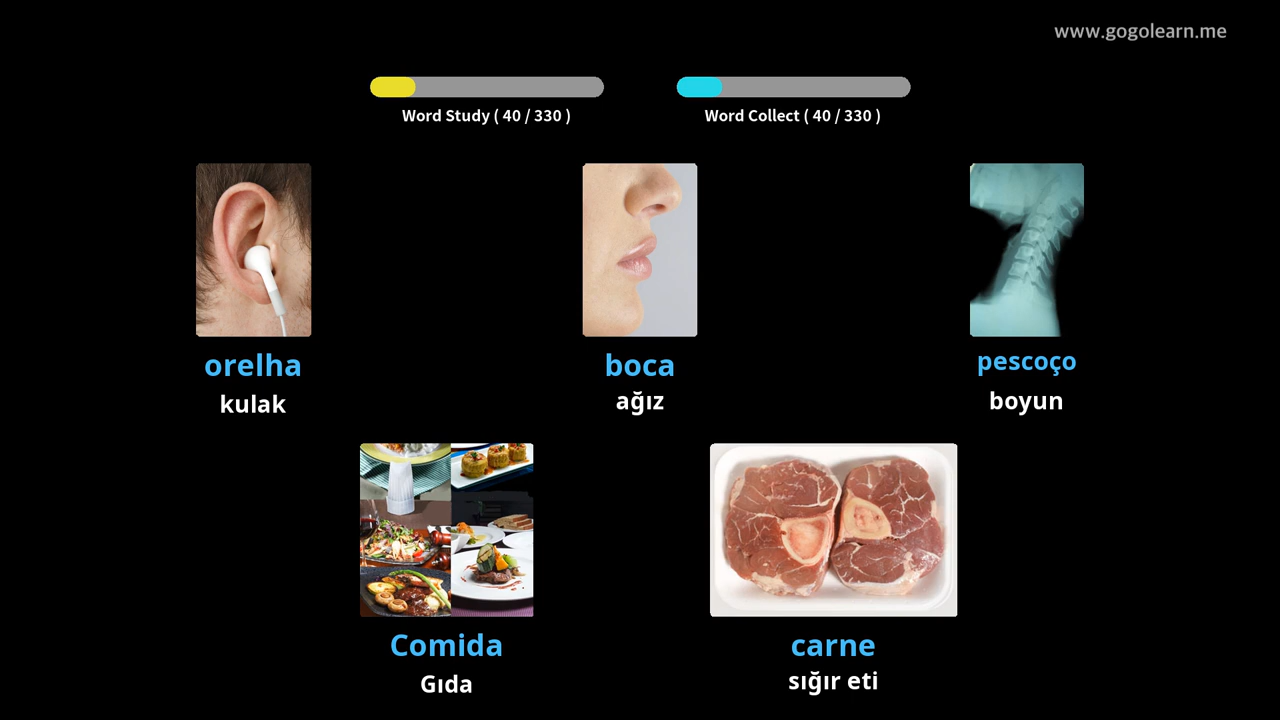 www.gogolearn.me
Word Study ( 40 / 330 )
Word Collect ( 40 / 330 )
orelha
kulak
boca
ağız
pescoço
boyun
Comida
Gıda
carne
sığır eti